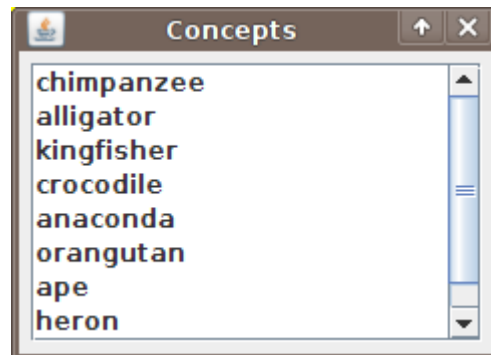 Concepts
chimpanzee
alligator
kingfisher
crocodile
anaconda
orangutan
ape
heron